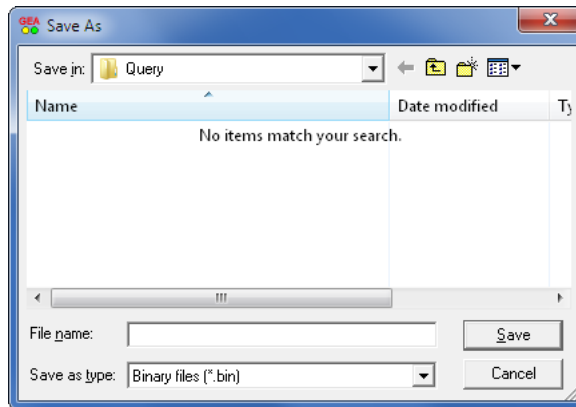 GEA Save As
Save in: Query
Name Date modified Ty
No items match your search.
File name: Save
Save as type: Binary files (*.bin) Cancel